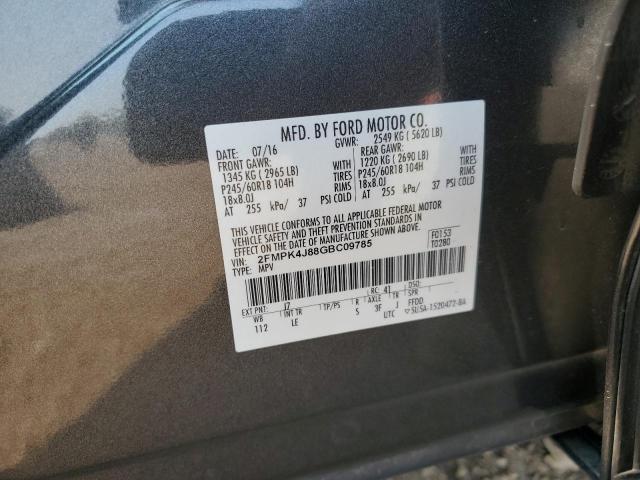 MFD. BY FORD MOTOR CO.
DATE: 07/16 GVWR: 2549 KG ( 5620 LB)
FRONT GAWR: REAR GAWR:
1345 KG ( 2965 LB) WITH 1220 KG ( 2690 LB) WITH
P245/60R18 104H TIRES P245/60R18 104H TIRES
18x8.0J RIMS 18x8.0J RIMS
AT 255 kPa/ 37 PSI COLD AT 255 kPa/ 37 PSI COLD
THIS VEHICLE CONFORMS TO ALL APPLICABLE FEDERAL MOTOR
VEHICLE SAFETY AND THEFT PREVENTION STANDARDS IN EFFECT
ON THE DATE OF MANUFACTURE SHOWN ABOVE.
VIN: 2FMPK4J88GBC09785 F0153
TYPE: MPV T0280
EXT PNT: J7 RC: 41 DSO:
WB INT TR TP/PS R AXLE TR SPR
112 LE S 3F J FFDD
UTC ▽5U5A-1520472-BA